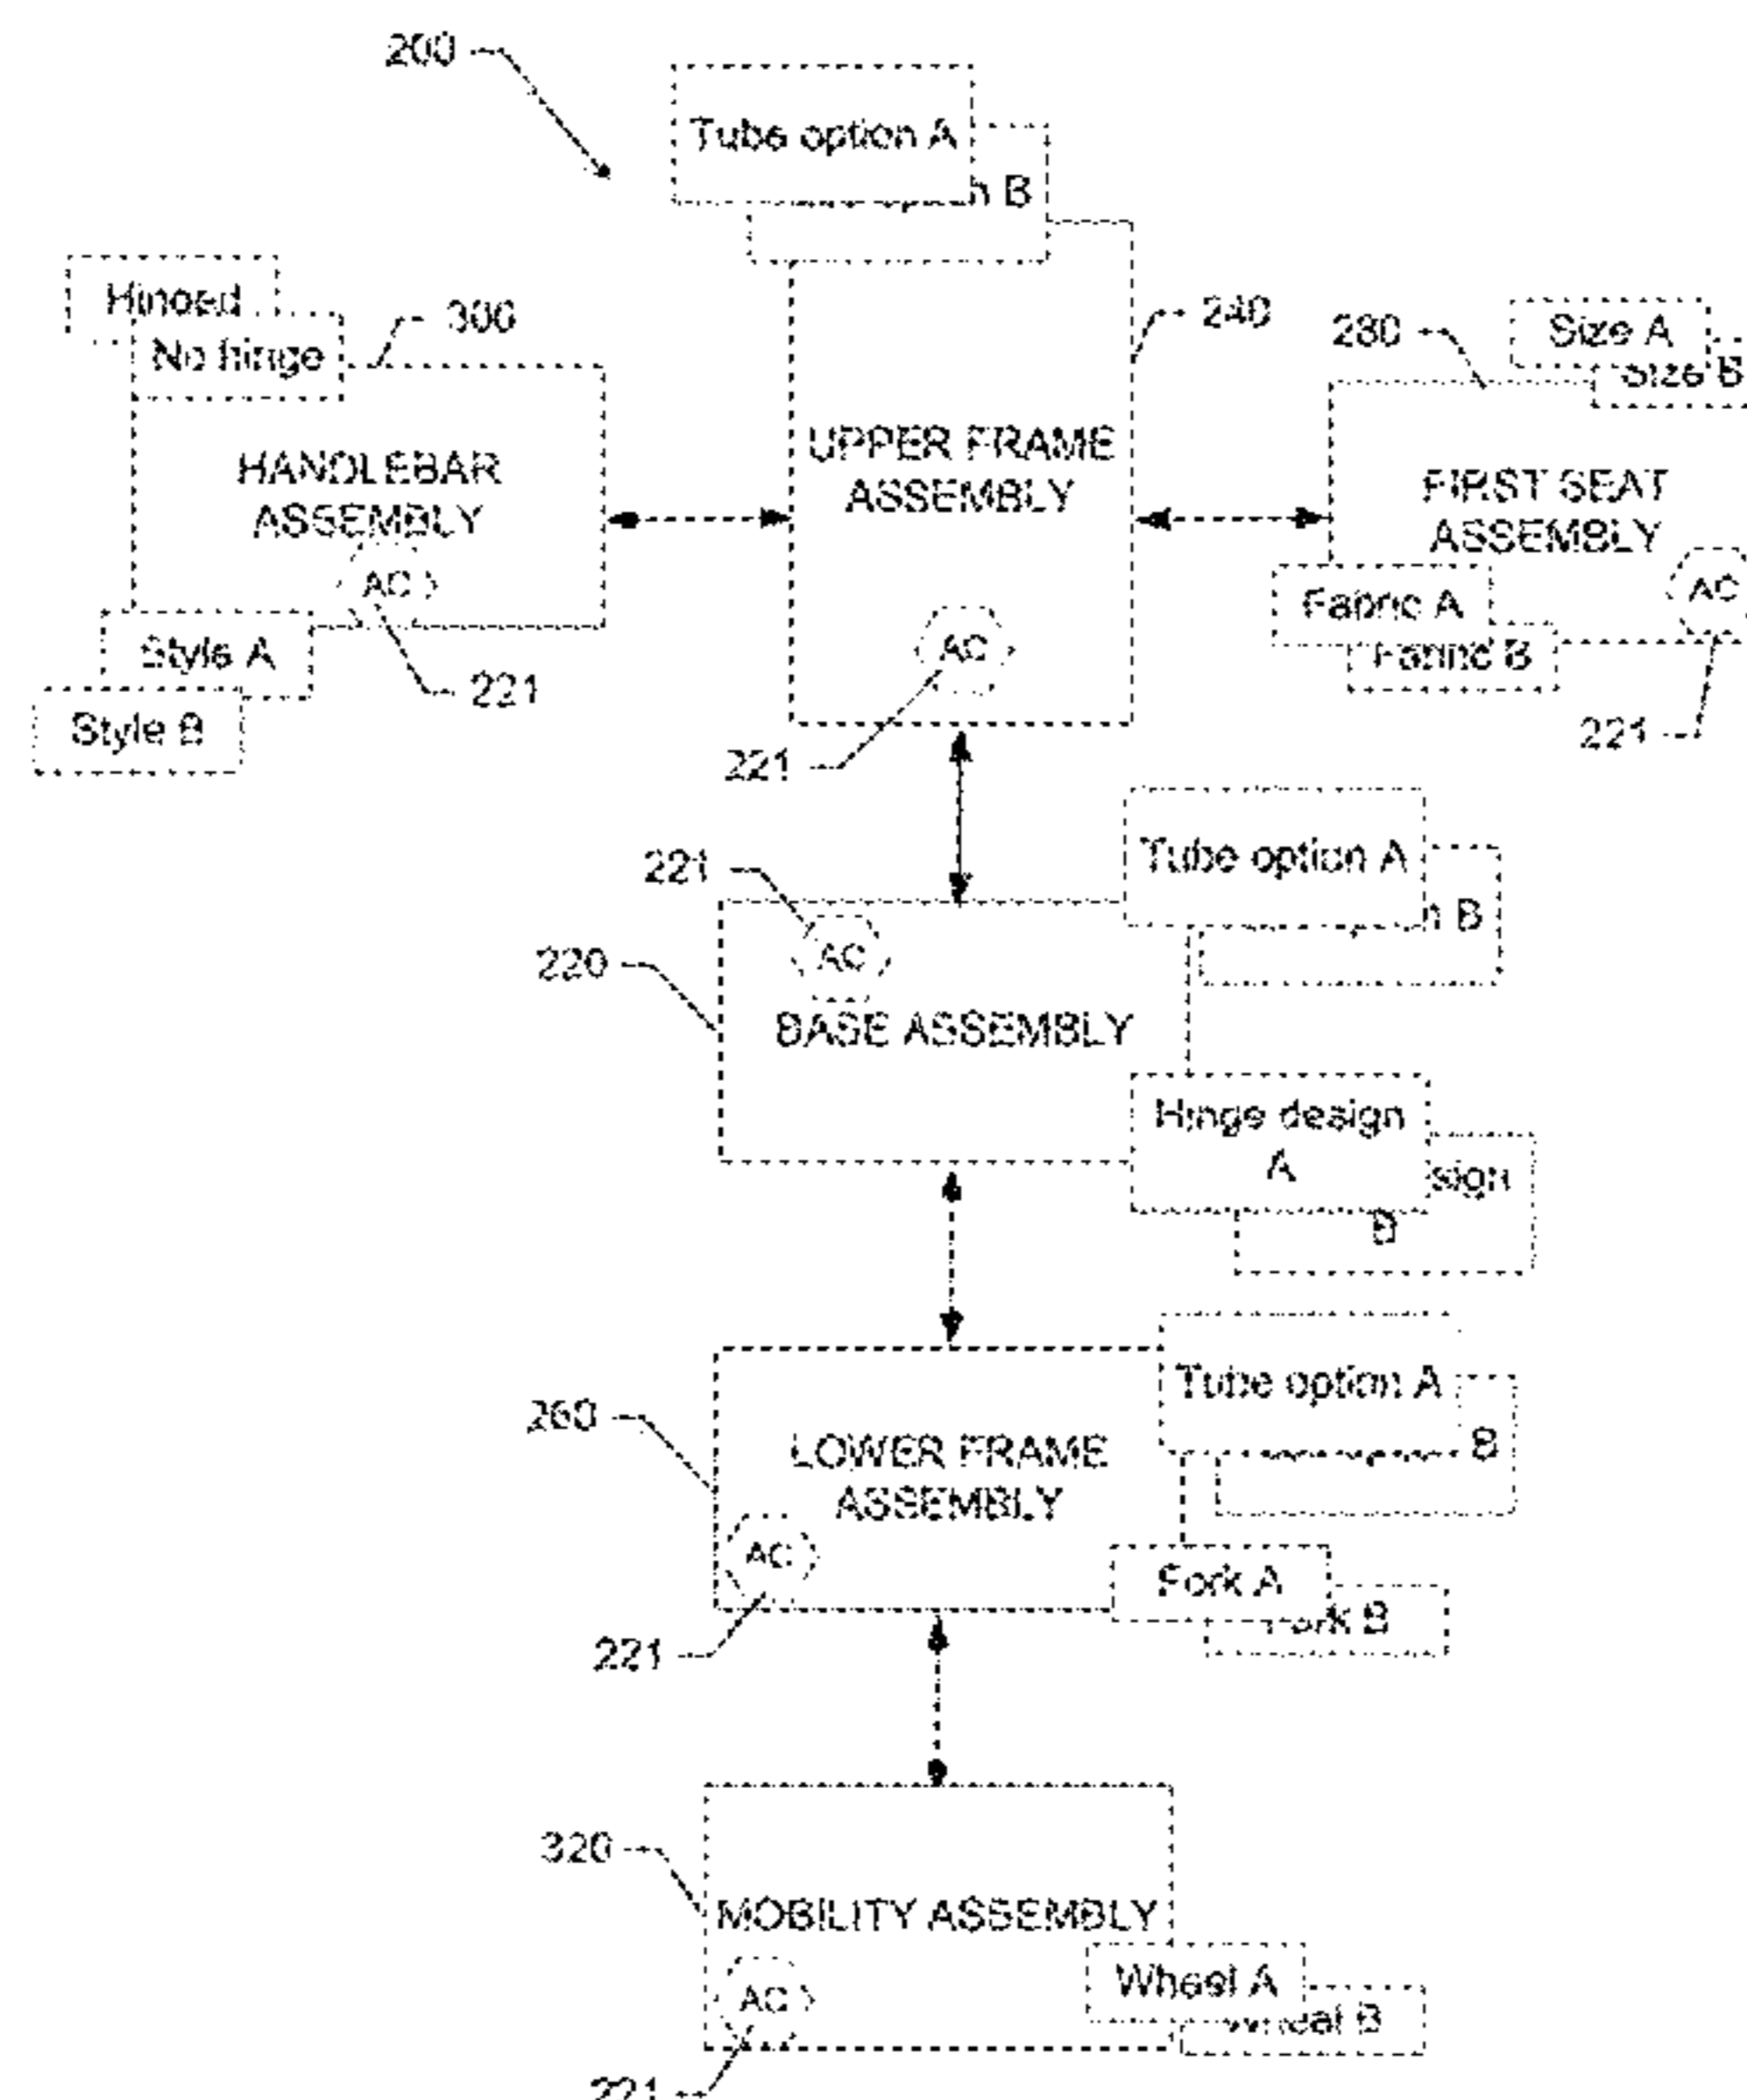 200
Tube option A
B
Hinged
No hinge
300
240
280
Size A
Size B
HANDLEBAR
ASSEMBLY
AC
UPPER FRAME
ASSEMBLY
AC
FIRST SEAT
ASSEMBLY
AC
Fabric A
Fabric B
Style A
Style B
221
221
221
221
Tube option A
B
220
AC
BASE ASSEMBLY
Hinge design
A
sign
B
260
Tube option A
B
LOWER FRAME
ASSEMBLY
AC
Fork A
Fork B
221
320
MOBILITY ASSEMBLY
AC
Wheel A
Wheel B
221